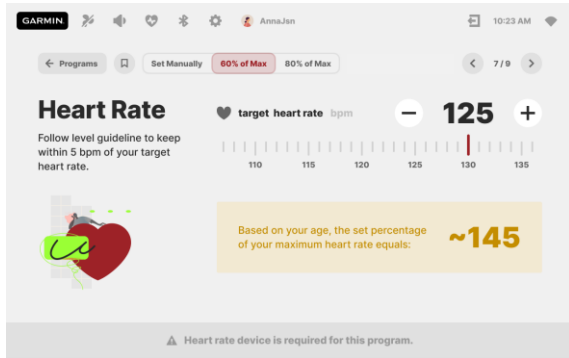 GARMIN
AnnaJsn
10:23 AM
Programs
Set Manually
60% of Max
80% of Max
7/9
Heart Rate
Follow level guideline to keep
within 5 bpm of your target
heart rate.
target heart rate bpm
125
110 115 120 125 130 135
Based on your age, the set percentage
of your maximum heart rate equals:
~145
Heart rate device is required for this program.